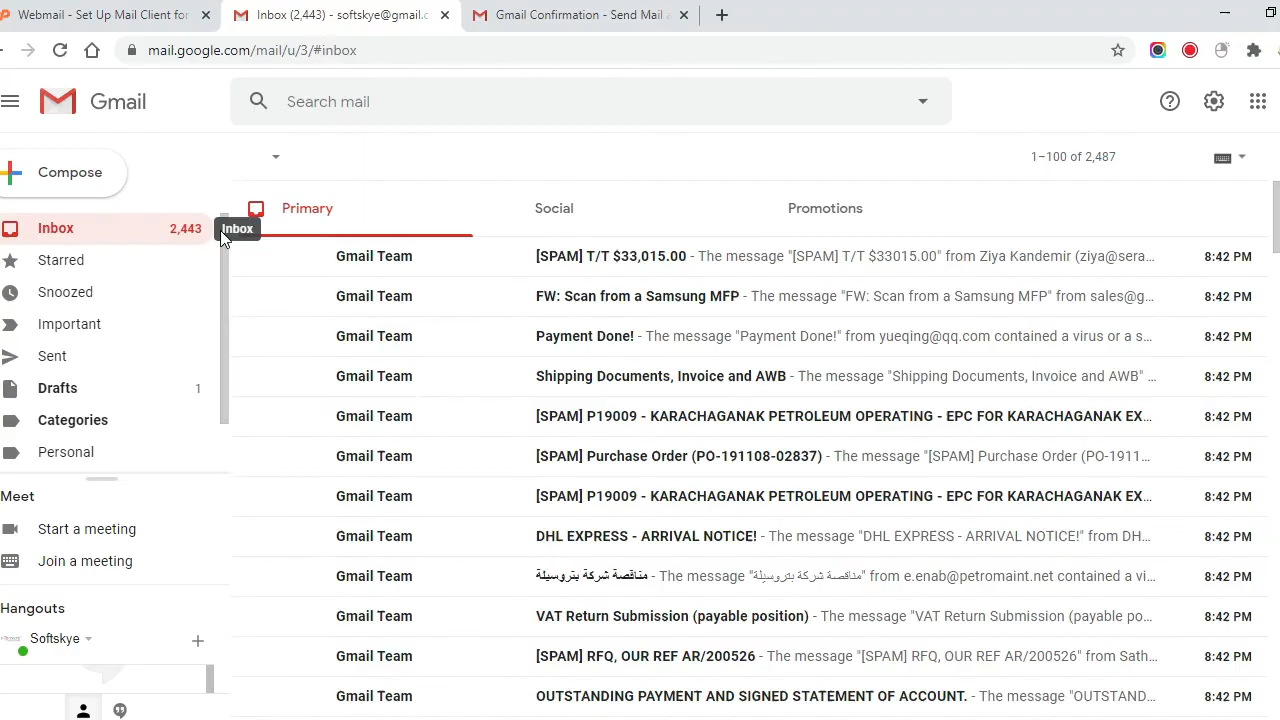 Webmail - Set Up Mail Client for
Inbox (2,443) - softskye@gmail.c
Gmail Confirmation - Send Mail a
mail.google.com/mail/u/3/#inbox
Gmail
Search mail
Compose
1–100 of 2,487
Primary
Social
Promotions
Inbox 2,443
Inbox
Starred
Snoozed
Important
Sent
Drafts 1
Categories
Personal
Meet
Start a meeting
Join a meeting
Hangouts
Softskye
Gmail Team [SPAM] T/T $33,015.00 - The message "[SPAM] T/T $33015.00" from Ziya Kandemir (ziya@sera… 8:42 PM
Gmail Team FW: Scan from a Samsung MFP - The message "FW: Scan from a Samsung MFP" from sales@g… 8:42 PM
Gmail Team Payment Done! - The message "Payment Done!" from yueqing@qq.com contained a virus or a s… 8:42 PM
Gmail Team Shipping Documents, Invoice and AWB - The message "Shipping Documents, Invoice and AWB" … 8:42 PM
Gmail Team [SPAM] P19009 - KARACHAGANAK PETROLEUM OPERATING - EPC FOR KARACHAGANAK EX… 8:42 PM
Gmail Team [SPAM] Purchase Order (PO-191108-02837) - The message "[SPAM] Purchase Order (PO-1911… 8:42 PM
Gmail Team [SPAM] P19009 - KARACHAGANAK PETROLEUM OPERATING - EPC FOR KARACHAGANAK EX… 8:42 PM
Gmail Team DHL EXPRESS - ARRIVAL NOTICE! - The message "DHL EXPRESS - ARRIVAL NOTICE!" from DH… 8:42 PM
Gmail Team مناقصة شركة بتروسيلة - The message "مناقصة شركة بتروسيلة" from e.enab@petromaint.net contained a vi… 8:42 PM
Gmail Team VAT Return Submission (payable position) - The message "VAT Return Submission (payable po… 8:42 PM
Gmail Team [SPAM] RFQ, OUR REF AR/200526 - The message "[SPAM] RFQ, OUR REF AR/200526" from Sath… 8:42 PM
Gmail Team OUTSTANDING PAYMENT AND SIGNED STATEMENT OF ACCOUNT. - The message "OUTSTAND… 8:42 PM